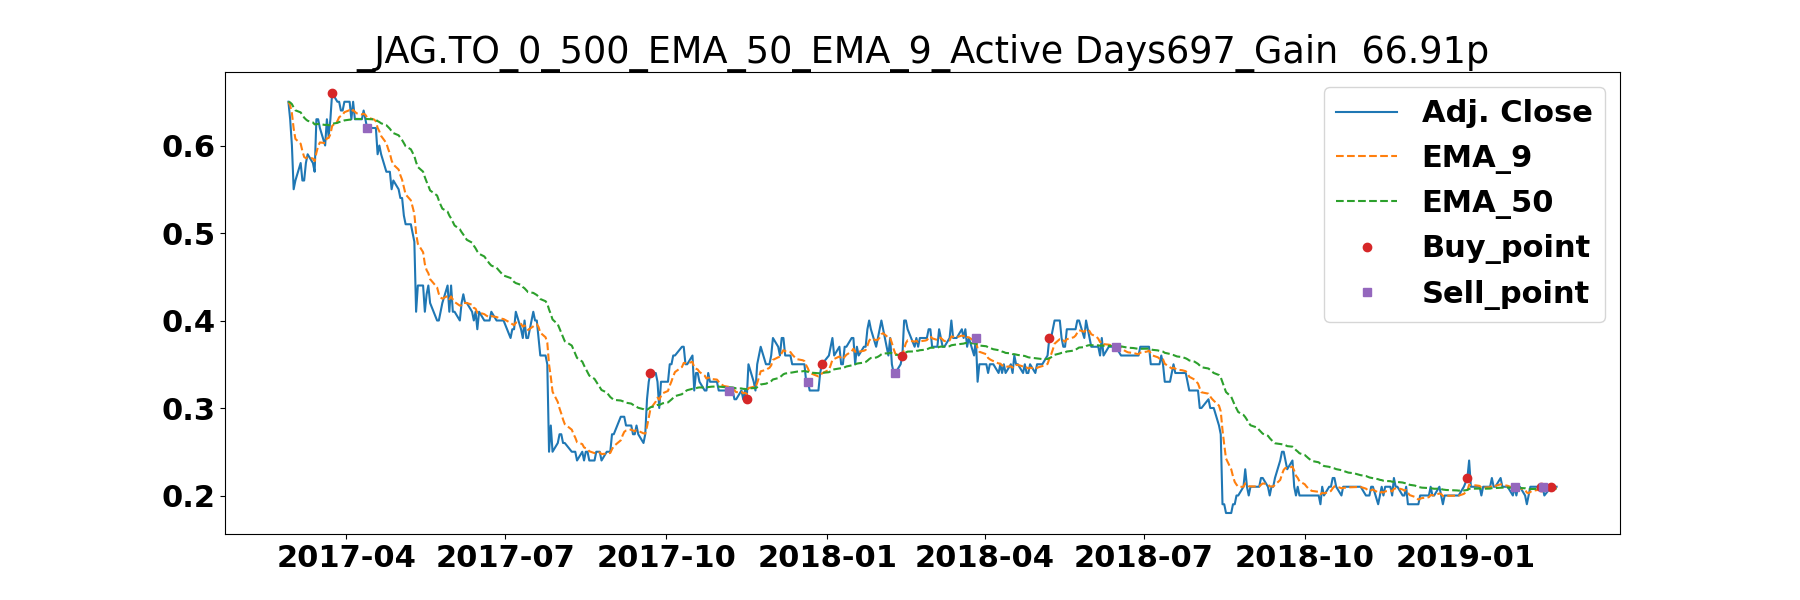 _JAG.TO_0_500_EMA_50_EMA_9_Active Days697_Gain  66.91p
Adj. Close
EMA_9
EMA_50
Buy_point
Sell_point
0.6
0.5
0.4
0.3
0.2
2017-04 2017-07 2017-10 2018-01 2018-04 2018-07 2018-10 2019-01